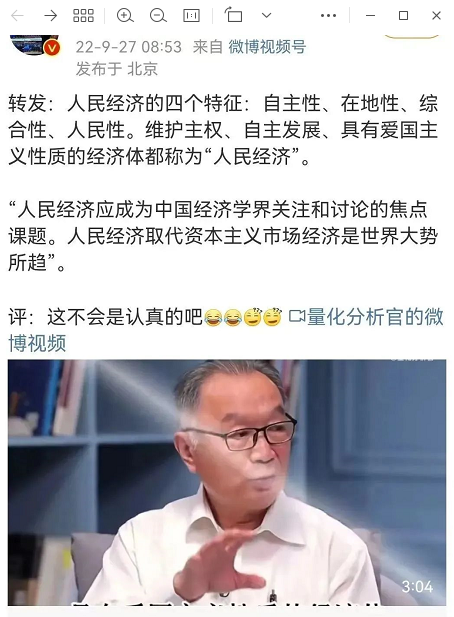 1:1
22-9-27 08:53 来自 微博视频号
发布于 北京
转发：人民经济的四个特征：自主性、在地性、综
合性、人民性。维护主权、自主发展、具有爱国主
义性质的经济体都称为“人民经济”。
“人民经济应成为中国经济学界关注和讨论的焦点
课题。人民经济取代资本主义市场经济是世界大势
所趋”。
评：这不会是认真的吧😂😂🤔🤔 量化分析官的微
博视频
3:04